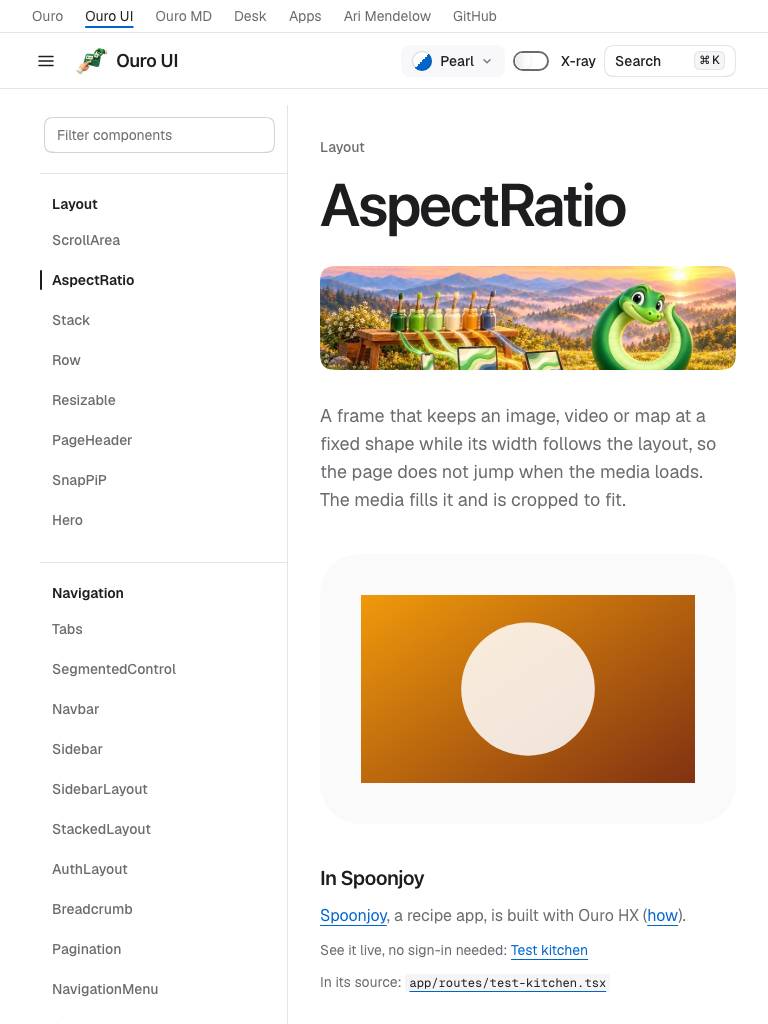 Ouro Ouro UI Ouro MD Desk Apps Ari Mendelow GitHub
Ouro UI Pearl X-ray Search ⌘ K
Filter components
Layout
ScrollArea
AspectRatio
Stack
Row
Resizable
PageHeader
SnapPiP
Hero
Navigation
Tabs
SegmentedControl
Navbar
Sidebar
SidebarLayout
StackedLayout
AuthLayout
Breadcrumb
Pagination
NavigationMenu
Layout
AspectRatio
A frame that keeps an image, video or map at a
fixed shape while its width follows the layout, so
the page does not jump when the media loads.
The media fills it and is cropped to fit.
In Spoonjoy
Spoonjoy, a recipe app, is built with Ouro HX (how).
See it live, no sign-in needed: Test kitchen
In its source: app/routes/test-kitchen.tsx